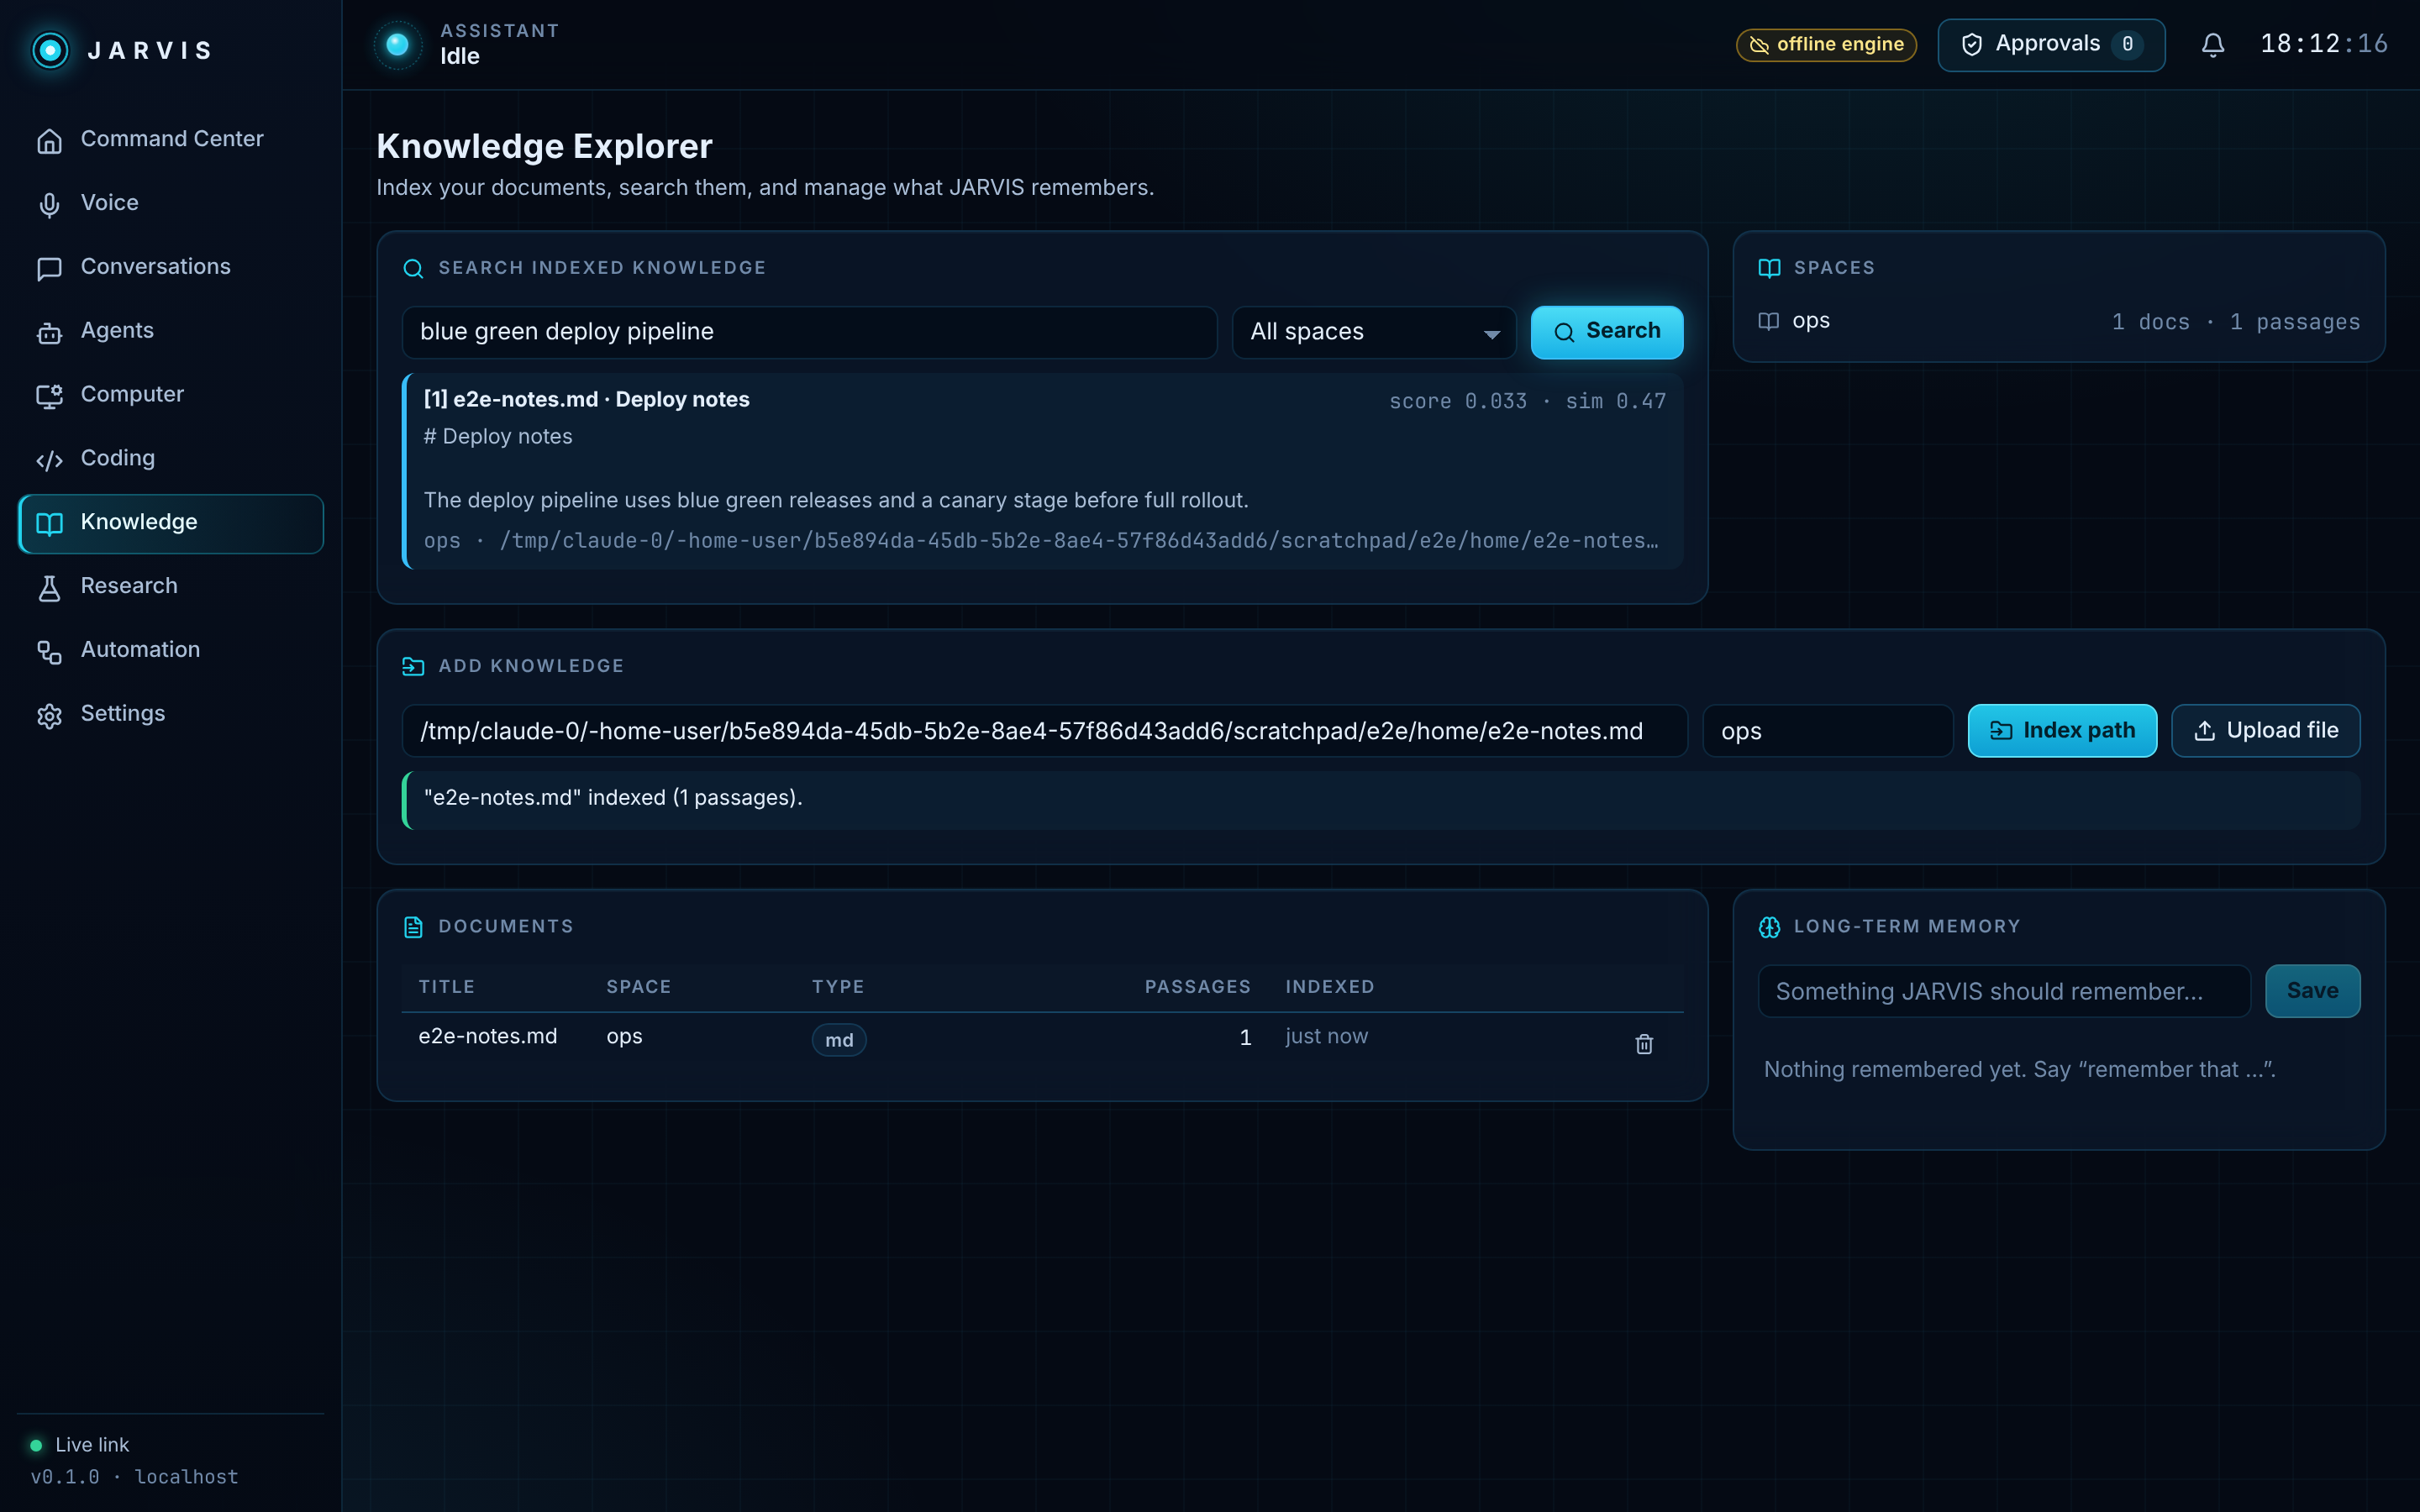 JARVIS
Command Center
Voice
Conversations
Agents
Computer
Coding
Knowledge
Research
Automation
Settings
Live link
v0.1.0 · localhost
ASSISTANT
Idle
offline engine
Approvals 0
18:12:16
Knowledge Explorer
Index your documents, search them, and manage what JARVIS remembers.
SEARCH INDEXED KNOWLEDGE
blue green deploy pipeline
All spaces
Search
[1] e2e-notes.md · Deploy notes
score 0.033 · sim 0.47
# Deploy notes
The deploy pipeline uses blue green releases and a canary stage before full rollout.
ops · /tmp/claude-0/-home-user/b5e894da-45db-5b2e-8ae4-57f86d43add6/scratchpad/e2e/home/e2e-notes…
SPACES
ops 1 docs · 1 passages
ADD KNOWLEDGE
/tmp/claude-0/-home-user/b5e894da-45db-5b2e-8ae4-57f86d43add6/scratchpad/e2e/home/e2e-notes.md
ops
Index path
Upload file
"e2e-notes.md" indexed (1 passages).
DOCUMENTS
TITLE SPACE TYPE PASSAGES INDEXED
e2e-notes.md ops md 1 just now
LONG-TERM MEMORY
Something JARVIS should remember...
Save
Nothing remembered yet. Say “remember that …”.